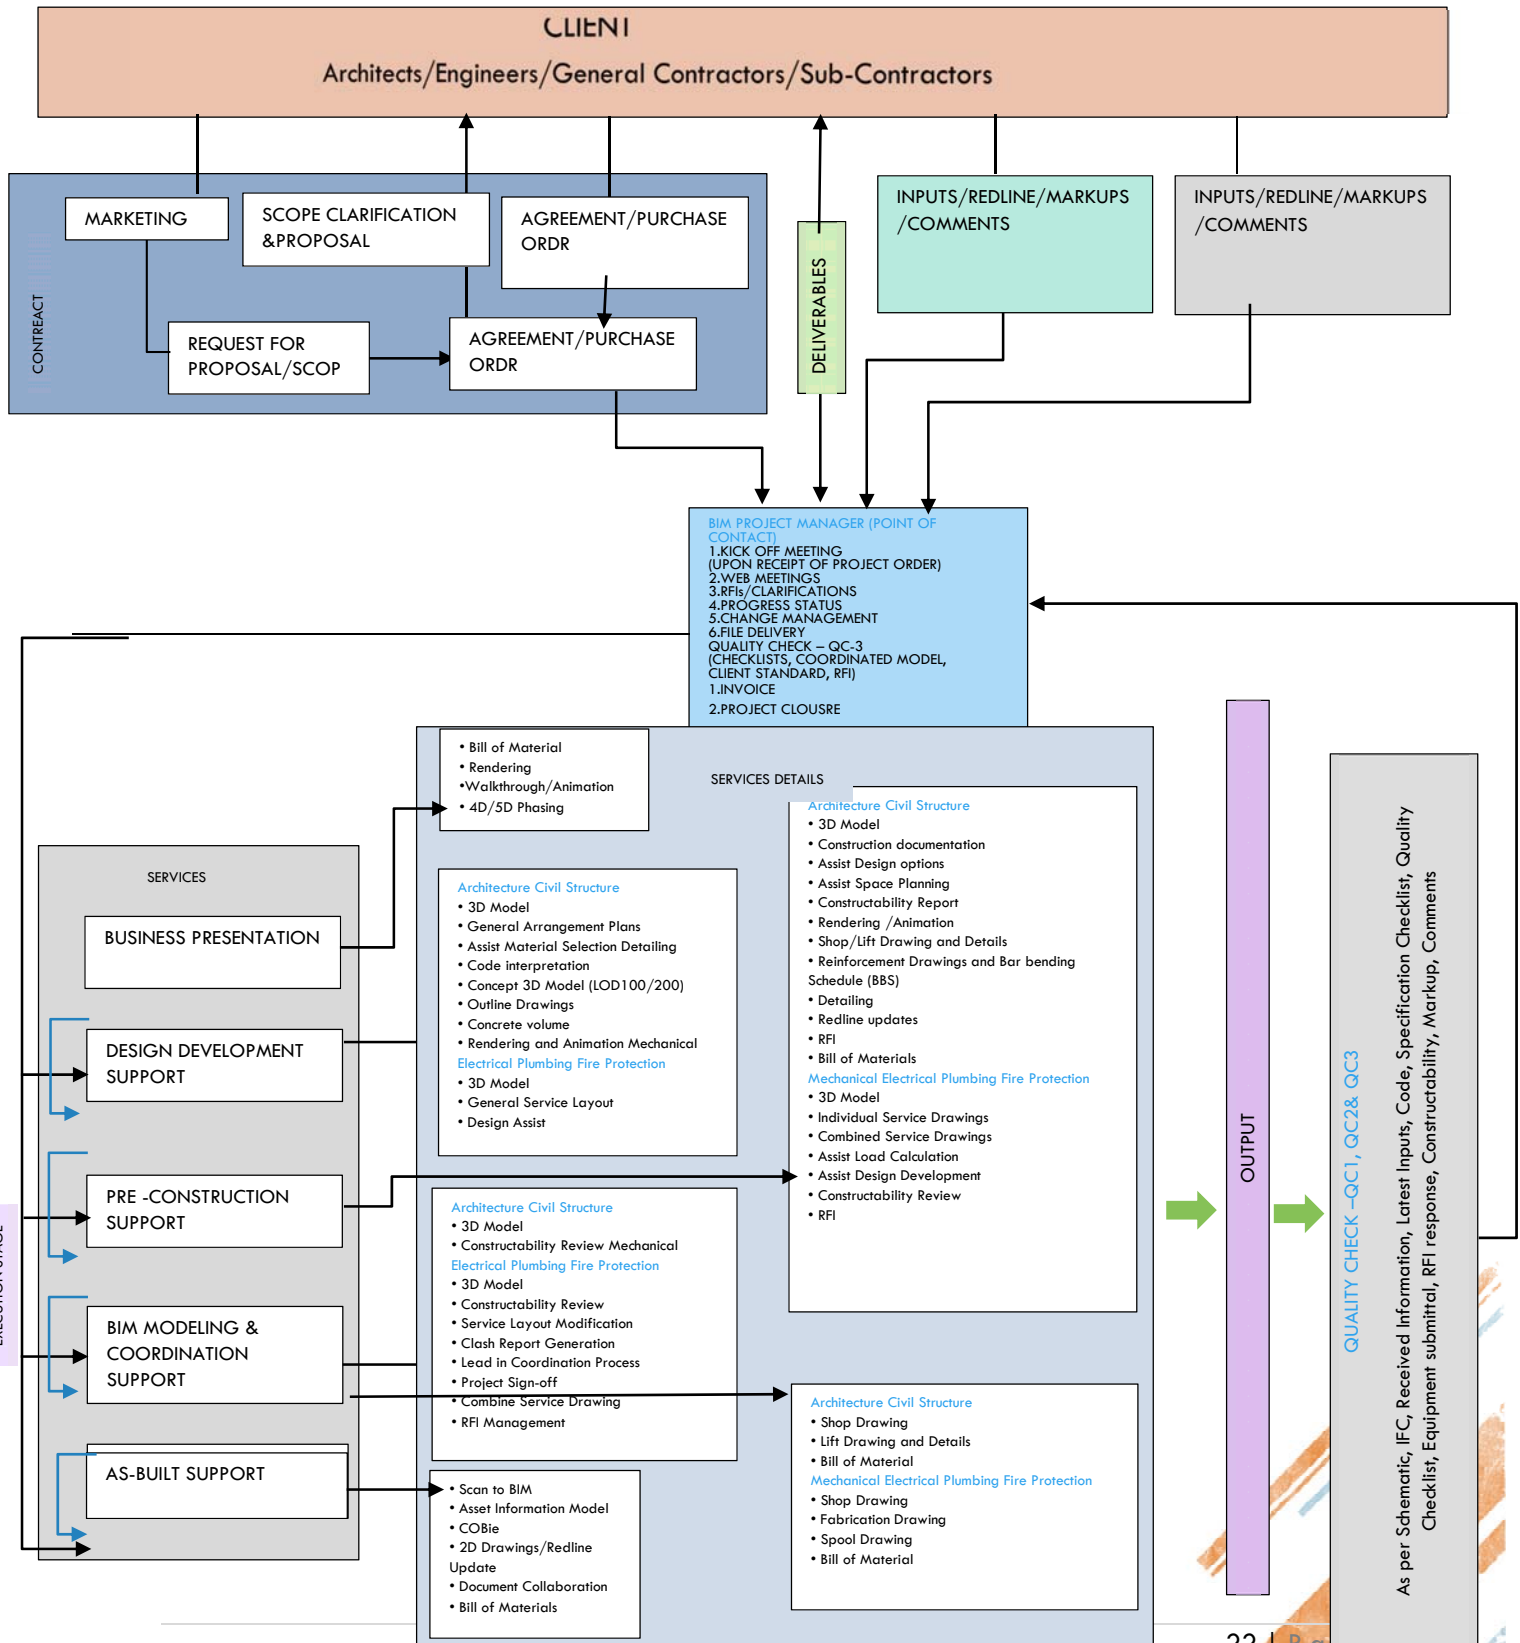 CLIENT
Architects/Engineers/General Contractors/Sub-Contractors
CONTREACT
MARKETING
SCOPE CLARIFICATION
&PROPOSAL
AGREEMENT/PURCHASE
ORDR
REQUEST FOR
PROPOSAL/SCOP
AGREEMENT/PURCHASE
ORDR
DELIVERABLES
INPUTS/REDLINE/MARKUPS
/COMMENTS
INPUTS/REDLINE/MARKUPS
/COMMENTS
BIM PROJECT MANAGER (POINT OF
CONTACT)
1.KICK OFF MEETING
(UPON RECEIPT OF PROJECT ORDER)
2.WEB MEETINGS
3.RFIs/CLARIFICATIONS
4.PROGRESS STATUS
5.CHANGE MANAGEMENT
6.FILE DELIVERY
QUALITY CHECK – QC-3
(CHECKLISTS, COORDINATED MODEL,
CLIENT STANDARD, RFI)
1.INVOICE
2.PROJECT CLOUSRE
EXECUTION STAGE
SERVICES
BUSINESS PRESENTATION
DESIGN DEVELOPMENT
SUPPORT
PRE -CONSTRUCTION
SUPPORT
BIM MODELING &
COORDINATION
SUPPORT
AS-BUILT SUPPORT
SERVICES DETAILS
• Bill of Material
• Rendering
•Walkthrough/Animation
• 4D/5D Phasing
Architecture Civil Structure
• 3D Model
• General Arrangement Plans
• Assist Material Selection Detailing
• Code interpretation
• Concept 3D Model (LOD100/200)
• Outline Drawings
• Concrete volume
• Rendering and Animation Mechanical
Electrical Plumbing Fire Protection
• 3D Model
• General Service Layout
• Design Assist
Architecture Civil Structure
• 3D Model
• Constructability Review Mechanical
Electrical Plumbing Fire Protection
• 3D Model
• Constructability Review
• Service Layout Modification
• Clash Report Generation
• Lead in Coordination Process
• Project Sign-off
• Combine Service Drawing
• RFI Management
• Scan to BIM
• Asset Information Model
• COBie
• 2D Drawings/Redline
Update
• Document Collaboration
• Bill of Materials
Architecture Civil Structure
• 3D Model
• Construction documentation
• Assist Design options
• Assist Space Planning
• Constructability Report
• Rendering /Animation
• Shop/Lift Drawing and Details
• Reinforcement Drawings and Bar bending
Schedule (BBS)
• Detailing
• Redline updates
• RFI
• Bill of Materials
Mechanical Electrical Plumbing Fire Protection
• 3D Model
• Individual Service Drawings
• Combined Service Drawings
• Assist Load Calculation
• Assist Design Development
• Constructability Review
• RFI
Architecture Civil Structure
• Shop Drawing
• Lift Drawing and Details
• Bill of Material
Mechanical Electrical Plumbing Fire Protection
• Shop Drawing
• Fabrication Drawing
• Spool Drawing
• Bill of Material
OUTPUT
QUALITY CHECK –QC1, QC2& QC3
As per Schematic, IFC, Received Information, Latest Inputs, Code, Specification Checklist, Quality
Checklist, Equipment submittal, RFI response, Constructability, Markup, Comments